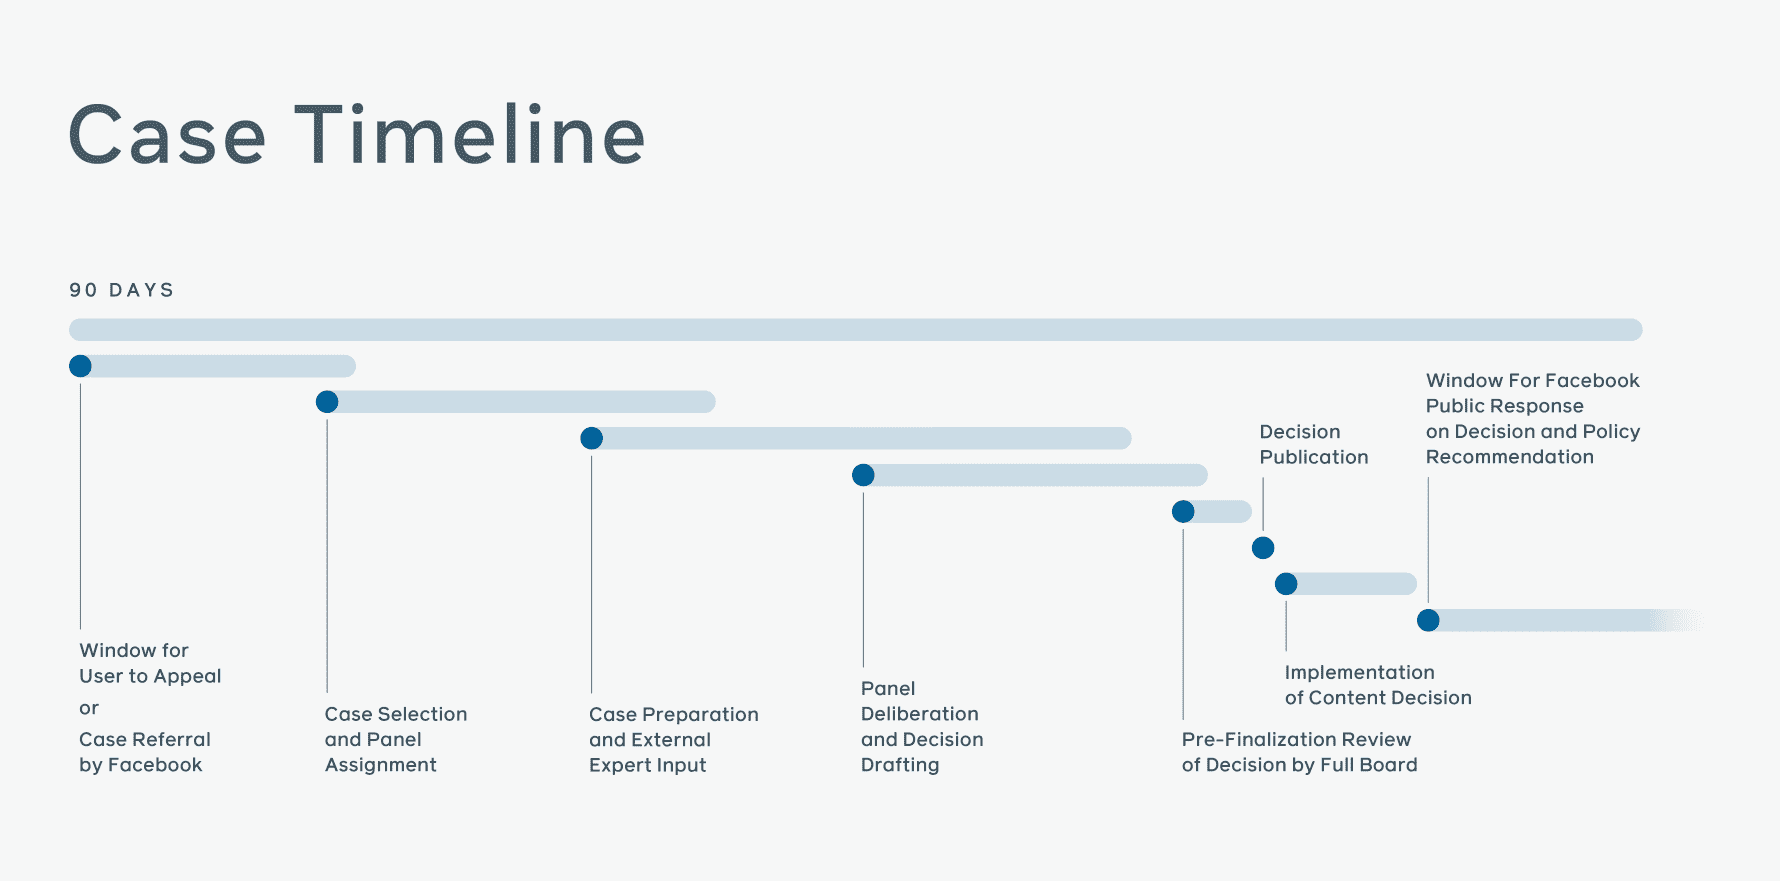 Case Timeline
90 DAYS
Window for
User to Appeal
or
Case Referral
by Facebook
Case Selection
and Panel
Assignment
Case Preparation
and External
Expert Input
Panel
Deliberation
and Decision
Drafting
Pre-Finalization Review
of Decision by Full Board
Decision
Publication
Implementation
of Content Decision
Window For Facebook
Public Response
on Decision and Policy
Recommendation